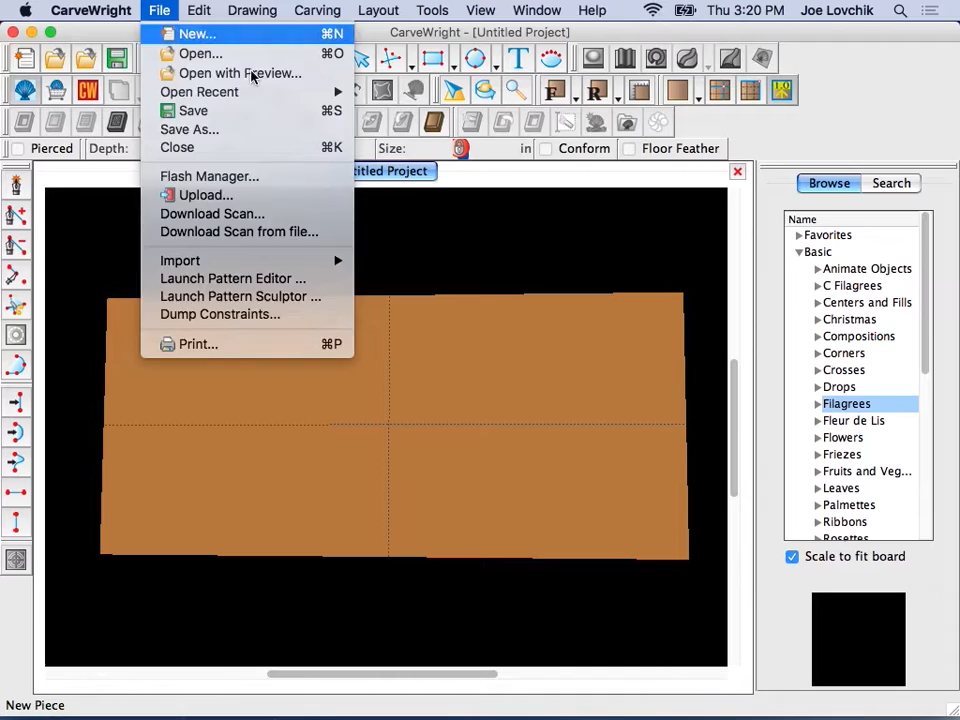 CarveWright File Edit Drawing Carving Layout Tools View Window Help Thu 3:20 PM Joe Lovchik
CarveWright - [Untitled Project]
New... ⌘N
Open... ⌘O
Open with Preview...
Open Recent
Save ⌘S
Save As...
Close ⌘K
Flash Manager...
Upload...
Download Scan...
Download Scan from file...
Import
Launch Pattern Editor ...
Launch Pattern Sculptor ...
Dump Constraints...
Print... ⌘P
CW T F R
Pierced Depth: Size: in Conform Floor Feather
titled Project
Browse Search
Name
Favorites
Basic
Animate Objects
C Filagrees
Centers and Fills
Christmas
Compositions
Corners
Crosses
Drops
Filagrees
Fleur de Lis
Flowers
Friezes
Fruits and Veg...
Leaves
Palmettes
Ribbons
Rosettes
Scale to fit board
New Piece